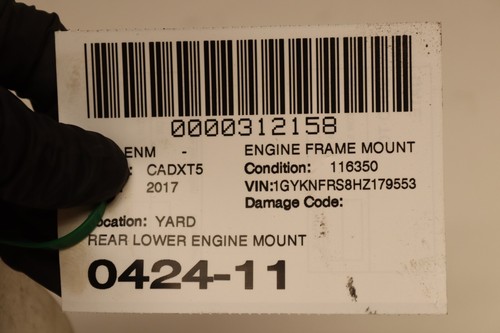 0000312158
ENM - ENGINE FRAME MOUNT
CADXT5 Condition: 116350
2017 VIN:1GYKNFRS8HZ179553
Damage Code:
ocation: YARD
REAR LOWER ENGINE MOUNT
0424-11